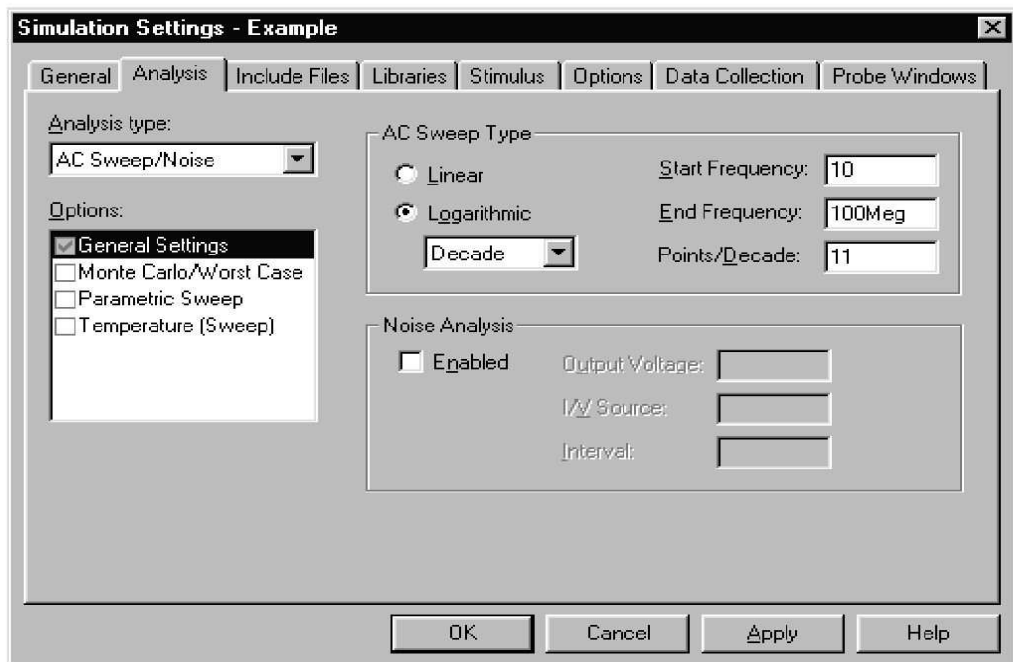 Simulation Settings - Example
General Analysis Include Files Libraries Stimulus Options Data Collection Probe Windows
Analysis type:
AC Sweep/Noise
Options:
General Settings
Monte Carlo/Worst Case
Parametric Sweep
Temperature (Sweep)
AC Sweep Type
Linear
Logarithmic
Decade
Start Frequency: 10
End Frequency: 100Meg
Points/Decade: 11
Noise Analysis
Enabled
Output Voltage:
I/V Source:
Interval:
OK Cancel Apply Help